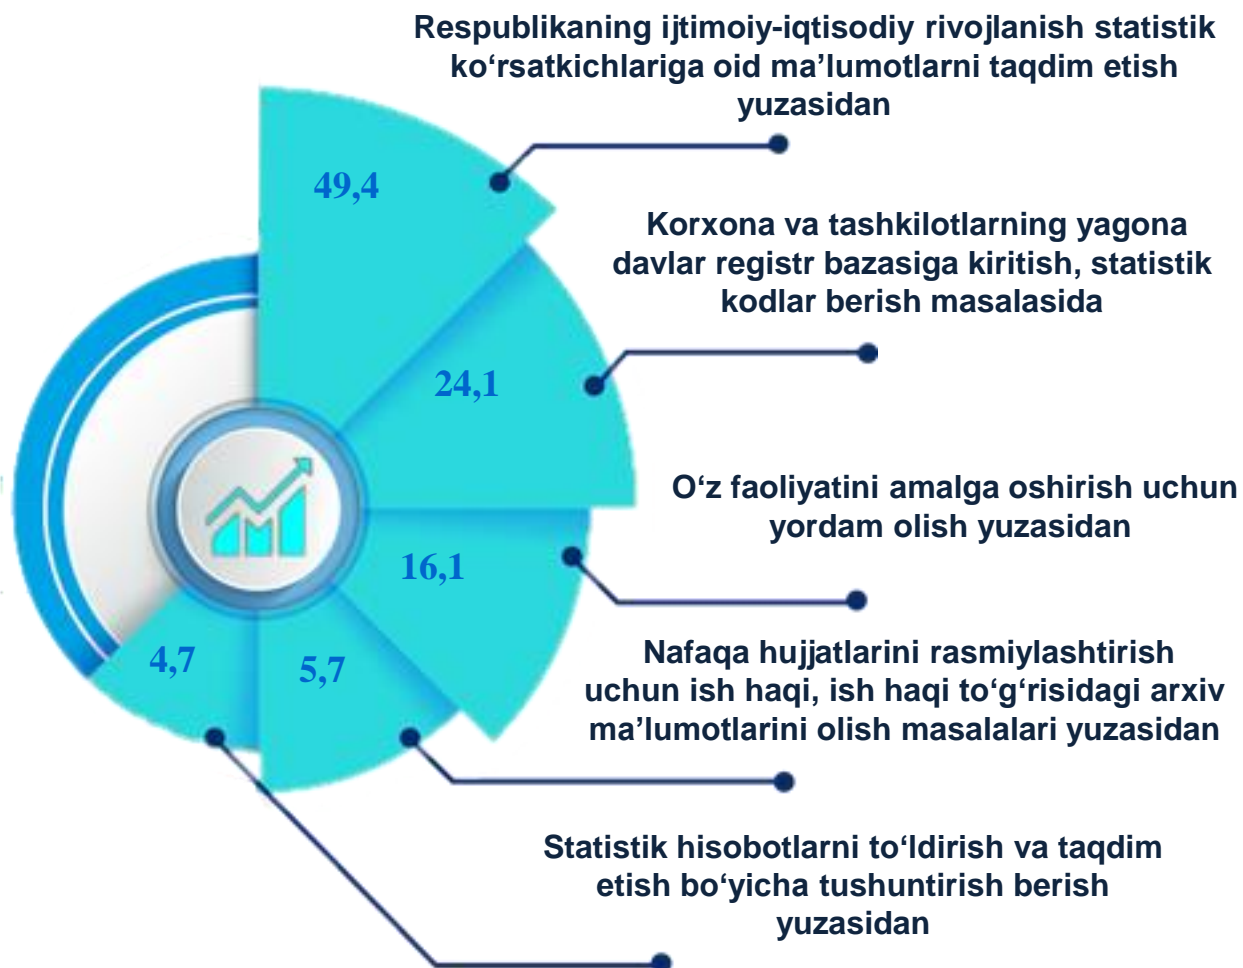 Respublikaning ijtimoiy-iqtisodiy rivojlanish statistik
ko‘rsatkichlariga oid ma’lumotlarni taqdim etish
yuzasidan
49,4
Korxona va tashkilotlarning yagona
davlar registr bazasiga kiritish, statistik
kodlar berish masalasida
24,1
O‘z faoliyatini amalga oshirish uchun
yordam olish yuzasidan
16,1
Nafaqa hujjatlarini rasmiylashtirish
uchun ish haqi, ish haqi to‘g‘risidagi arxiv
ma’lumotlarini olish masalalari yuzasidan
5,7
4,7
Statistik hisobotlarni to‘ldirish va taqdim
etish bo‘yicha tushuntirish berish
yuzasidan